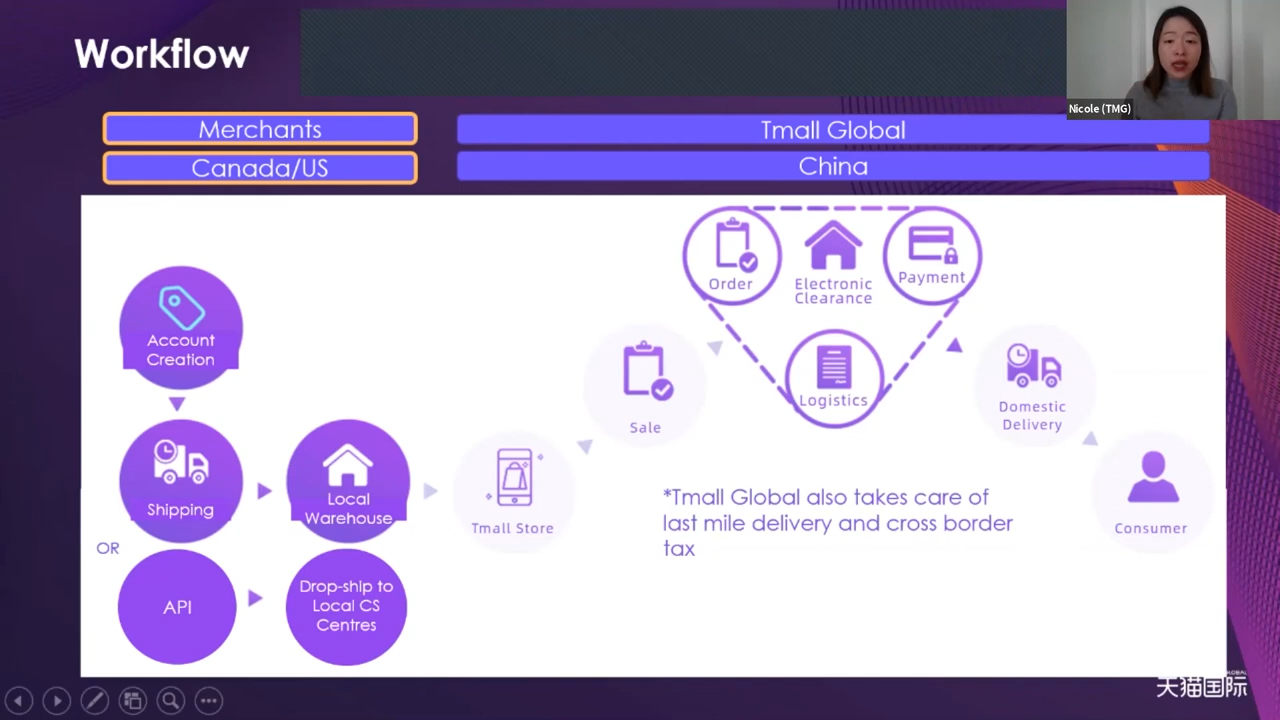 Workflow
Nicole (TMG)
Merchants
Tmall Global
Canada/US
China
Account
Creation
Shipping
Local
Warehouse
OR
API
Drop-ship to
Local CS
Centres
Tmall Store
Sale
Order
Electronic
Clearance
Payment
Logistics
Domestic
Delivery
Consumer
*Tmall Global also takes care of
last mile delivery and cross border
tax
GLOBAL
天猫国际